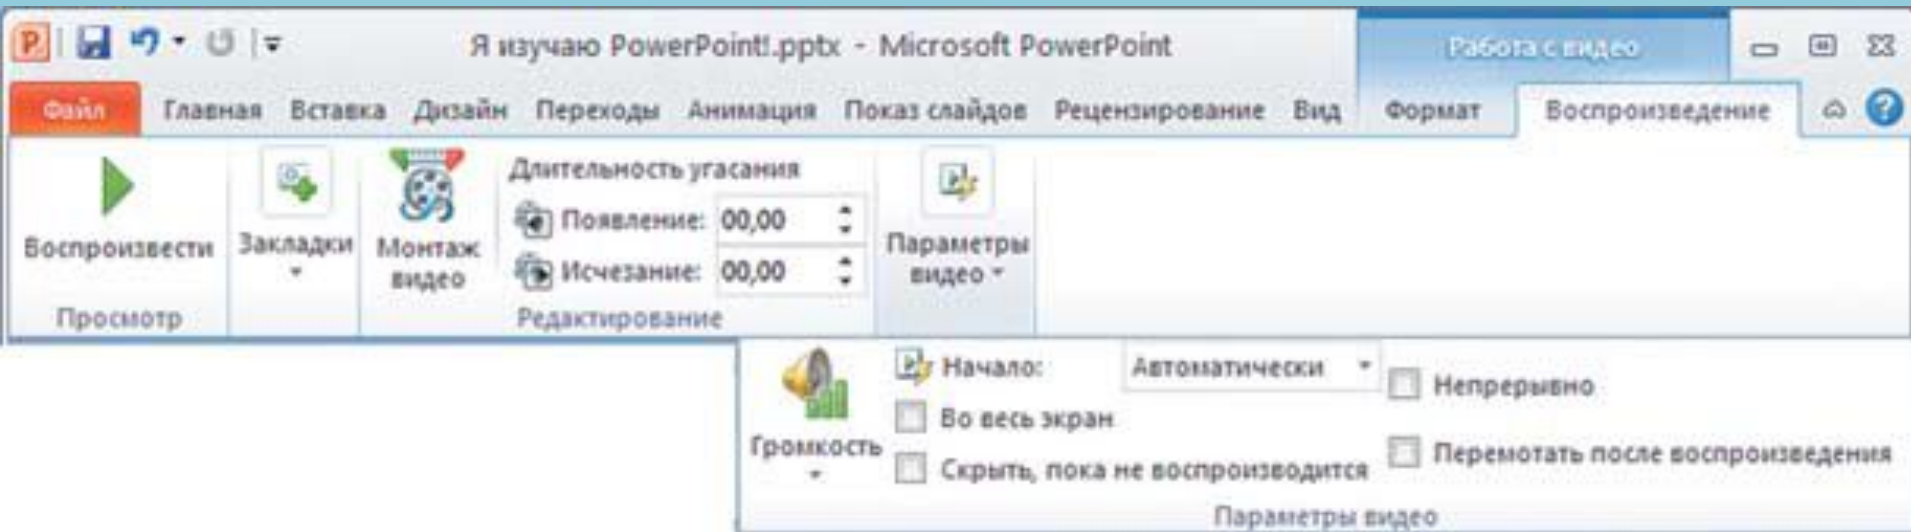 Я изучаю PowerPoint!.pptx - Microsoft PowerPoint
Работа с видео
Файл Главная Вставка Дизайн Переходы Анимация Показ слайдов Рецензирование Вид Формат Воспроизведение
Воспроизвести
Просмотр
Закладки
Монтаж
видео
Длительность угасания
Появление: 00,00
Исчезание: 00,00
Редактирование
Параметры
видео
Громкость
Начало: Автоматически
Во весь экран
Скрыть, пока не воспроизводится
Непрерывно
Перемотать после воспроизведения
Параметры видео